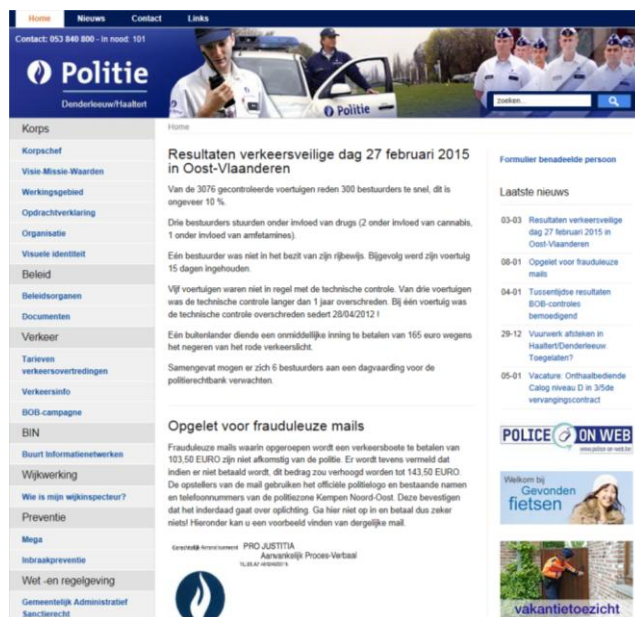 Home Nieuws Contact Links
Contact: 053 840 800 - In nood: 101
Politie
Denderleeuw/Haaltert
Politie
zoeken...
Korps
Korpschef
Visie-Missie-Waarden
Werkingsgebied
Opdrachtverklaring
Organisatie
Visuele identiteit
Beleid
Beleidsorganen
Documenten
Verkeer
Tarieven
verkeersovertredingen
Verkeersinfo
BOB-campagne
BIN
Buurt Informatienetwerken
Wijkwerking
Wie is mijn wijkinspecteur?
Preventie
Mega
Inbraakpreventie
Wet -en regelgeving
Gemeentelijk Administratief
Sanctierecht
Home
Resultaten verkeersveilige dag 27 februari 2015
in Oost-Vlaanderen
Van de 3076 gecontroleerde voertuigen reden 300 bestuurders te snel, dit is
ongeveer 10 %.
Drie bestuurders stuurden onder invloed van drugs (2 onder invloed van cannabis,
1 onder invloed van amfetamines).
Eén bestuurder was niet in het bezit van zijn rijbewijs. Bijgevolg werd zijn voertuig
15 dagen ingehouden.
Vijf voertuigen waren niet in regel met de technische controle. Van drie voertuigen
was de technische controle langer dan 1 jaar overschreden. Bij één voertuig was
de technische controle overschreden sedert 28/04/2012 !
Eén buitenlander diende een onmiddellijke inning te betalen van 165 euro wegens
het negeren van het rode verkeerslicht.
Samengevat mogen er zich 6 bestuurders aan een dagvaarding voor de
politierechtbank verwachten.
Opgelet voor frauduleuze mails
Frauduleuze mails waarin opgeroepen wordt een verkeersboete te betalen van
103,50 EURO zijn niet afkomstig van de politie. Er wordt tevens vermeld dat
indien er niet betaald wordt, dit bedrag zou verhoogd worden tot 143,50 EURO.
De opstellers van de mail gebruiken het officiële politielogo en bestaande namen
en telefoonnummers van de politiezone Kempen Noord-Oost. Deze bevestigen
dat het inderdaad gaat over oplichting. Ga hier niet op in en betaal dus zeker
niets! Hieronder kan u een voorbeeld vinden van dergelijke mail.
Gerechtelijk Arrondissement PRO JUSTITIA
Aanvankelijk Proces-Verbaal
Formulier benadeelde persoon
Laatste nieuws
03-03 Resultaten verkeersveilige
dag 27 februari 2015 in
Oost-Vlaanderen
08-01 Opgelet voor frauduleuze
mails
04-01 Tussentijdse resultaten
BOB-controles
bemoedigend
29-12 Vuurwerk afsteken in
Haaltert/Denderleeuw.
Toegelaten?
05-01 Vacature: Onthaalbediende
Calog niveau D in 3/5de
vervangingscontract
POLICE ON WEB
www.police-on-web.be
Welkom bij
Gevonden
fietsen
vakantietoezicht